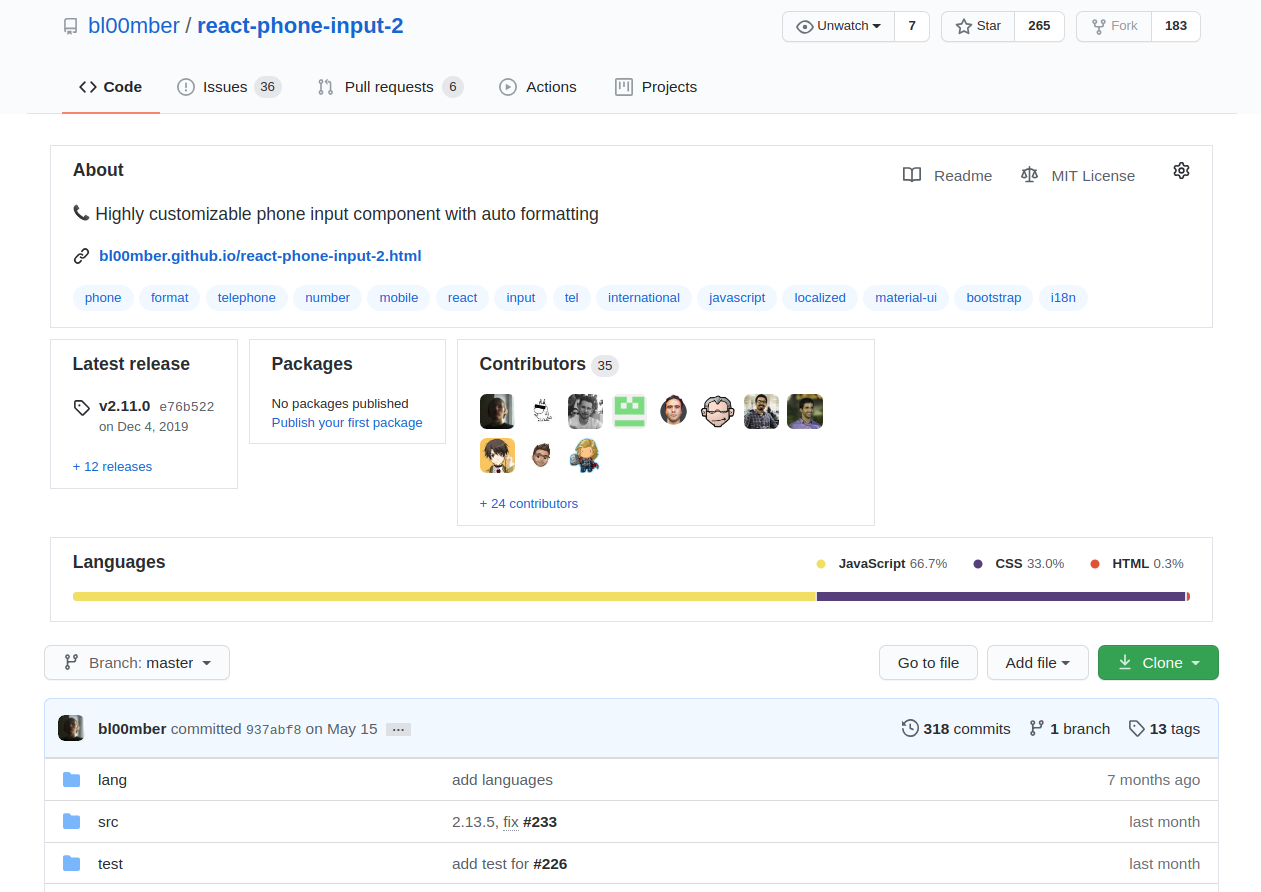 bl00mber / react-phone-input-2
Unwatch 7 Star 265 Fork 183
Code Issues 36 Pull requests 6 Actions Projects
About
Readme MIT License
Highly customizable phone input component with auto formatting
bl00mber.github.io/react-phone-input-2.html
phone format telephone number mobile react input tel international javascript localized material-ui bootstrap i18n
Latest release
v2.11.0 e76b522
on Dec 4, 2019
+ 12 releases
Packages
No packages published
Publish your first package
Contributors 35
+ 24 contributors
Languages
JavaScript 66.7% CSS 33.0% HTML 0.3%
Branch: master Go to file Add file Clone
bl00mber committed 937abf8 on May 15 ... 318 commits 1 branch 13 tags
lang add languages 7 months ago
src 2.13.5, fix #233 last month
test add test for #226 last month